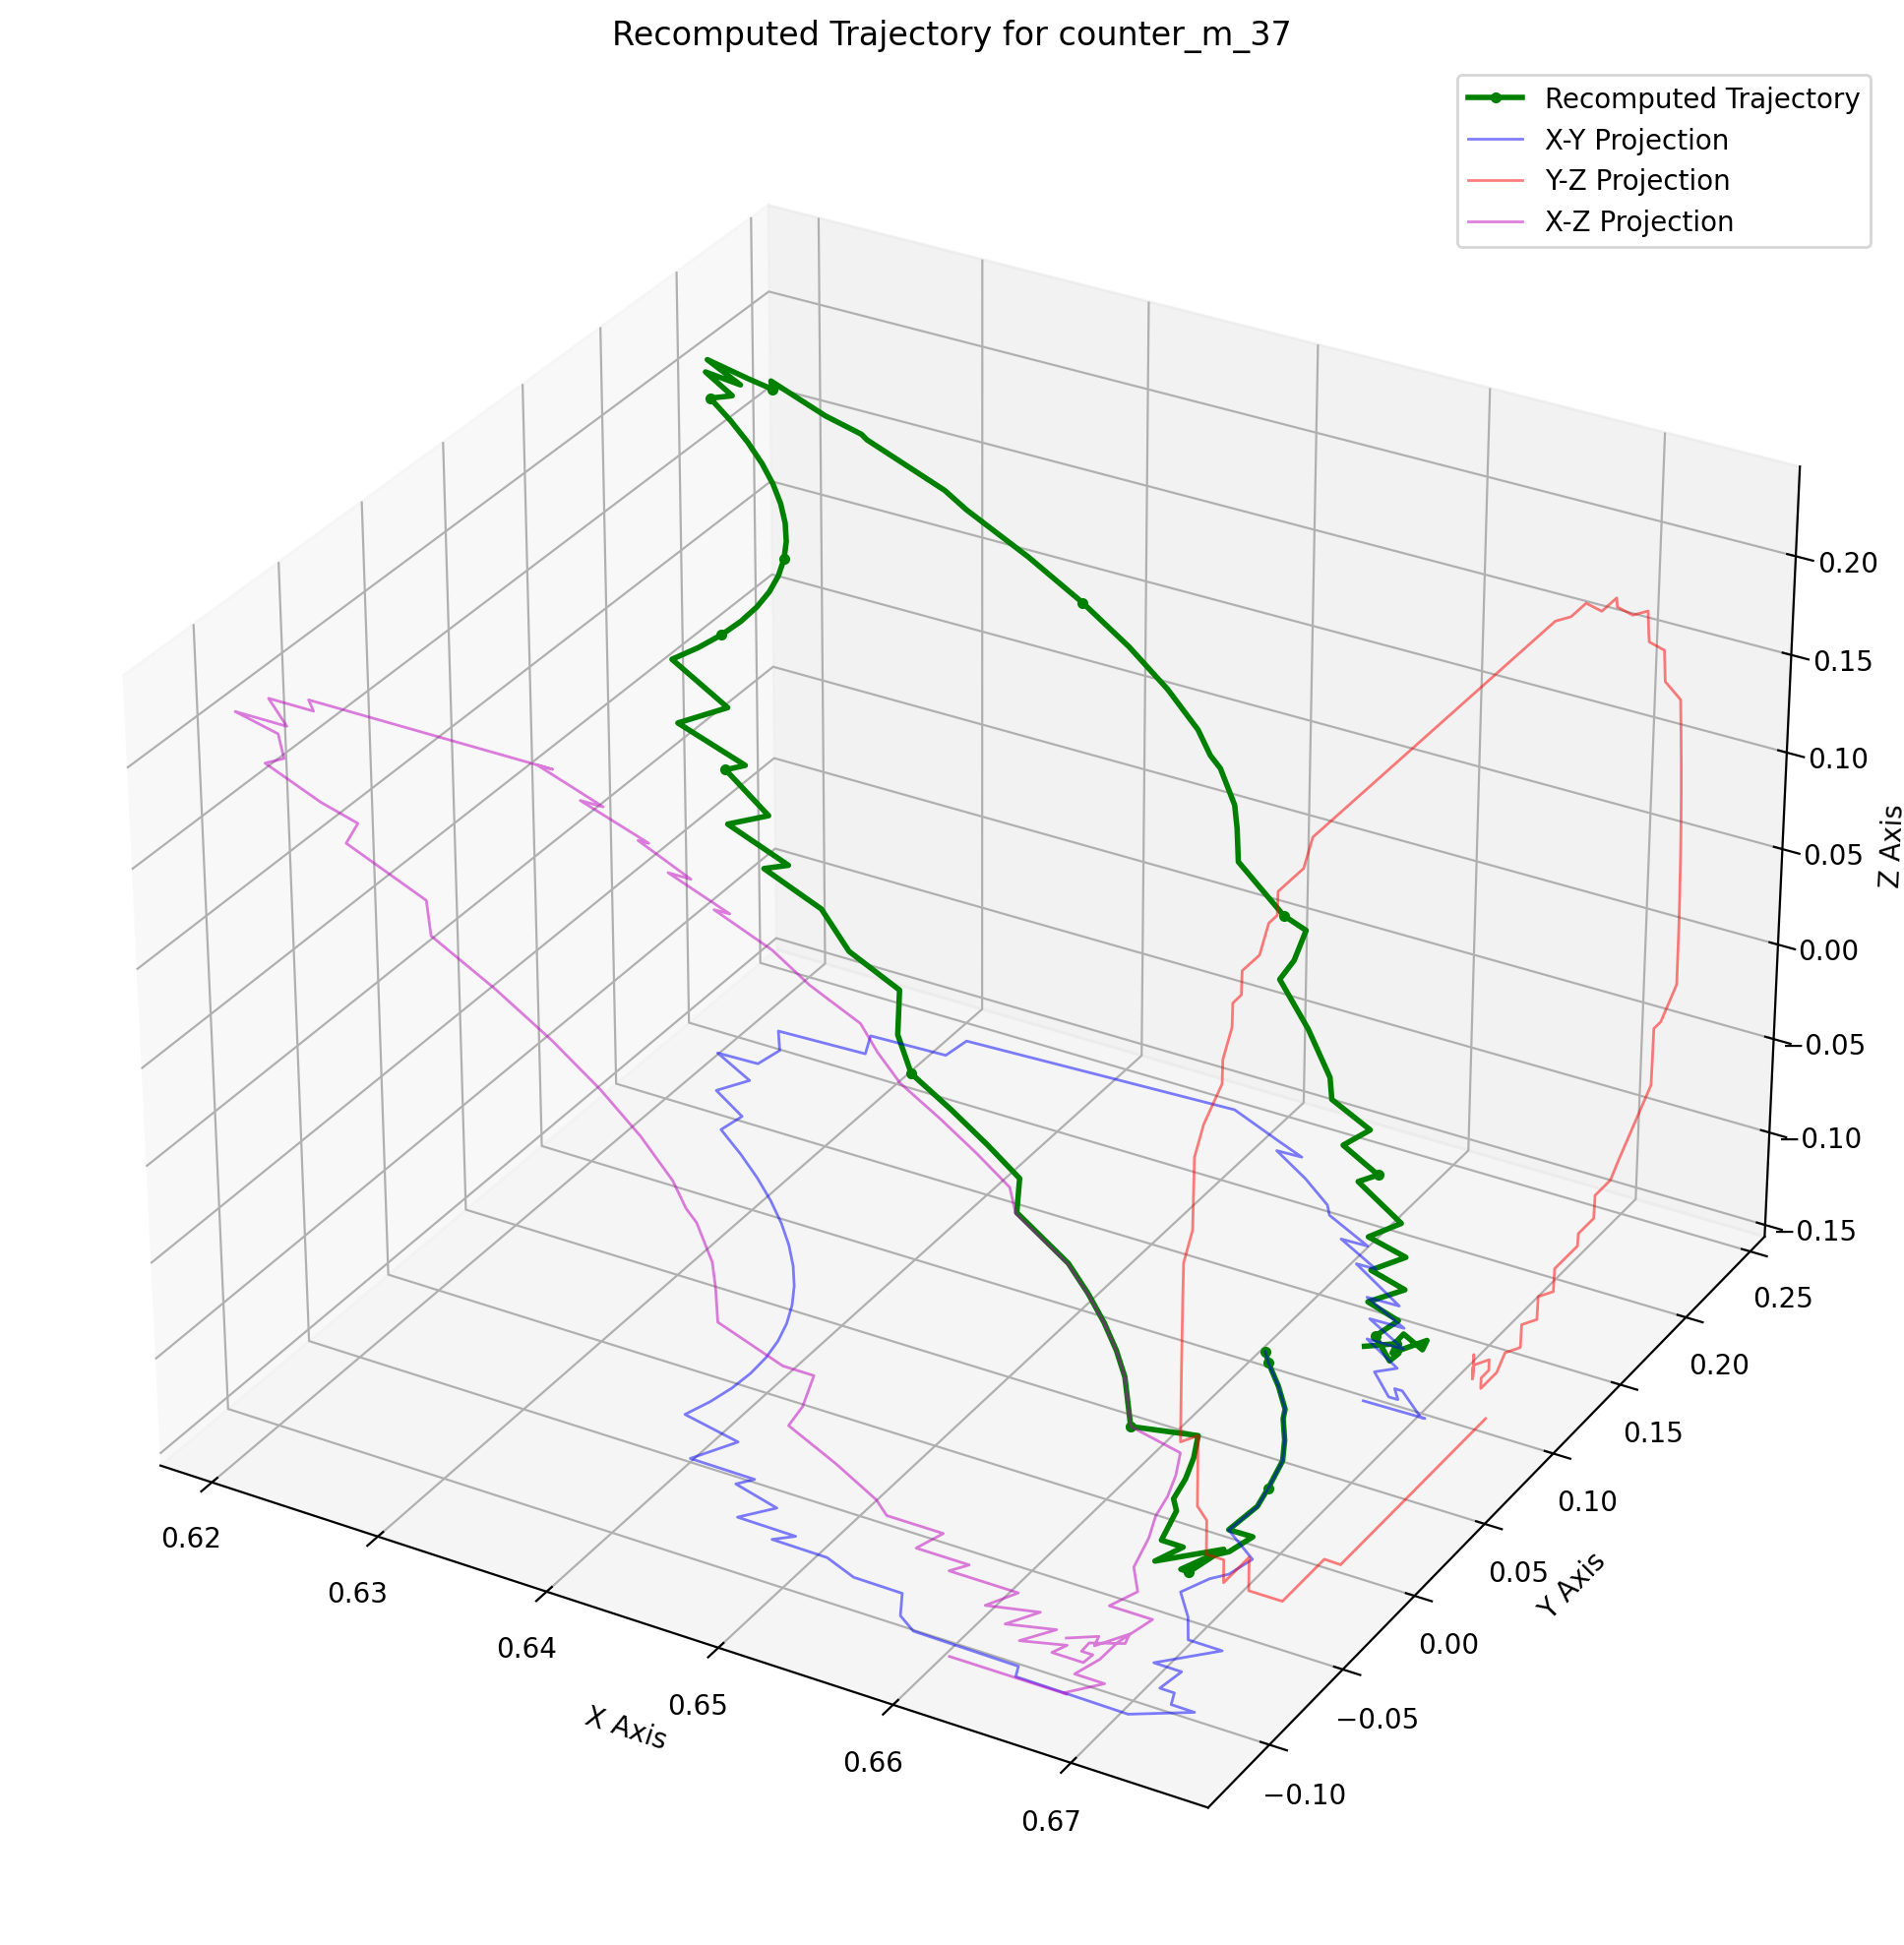 Recomputed Trajectory for counter_m_37
Recomputed Trajectory
X-Y Projection
Y-Z Projection
X-Z Projection
0.20
0.15
0.10
0.05
0.00
−0.05
−0.10
−0.15
Z Axis
0.25
0.20
0.15
0.10
0.05
0.00
−0.05
−0.10
Y Axis
0.62
0.63
0.64
0.65
0.66
0.67
X Axis